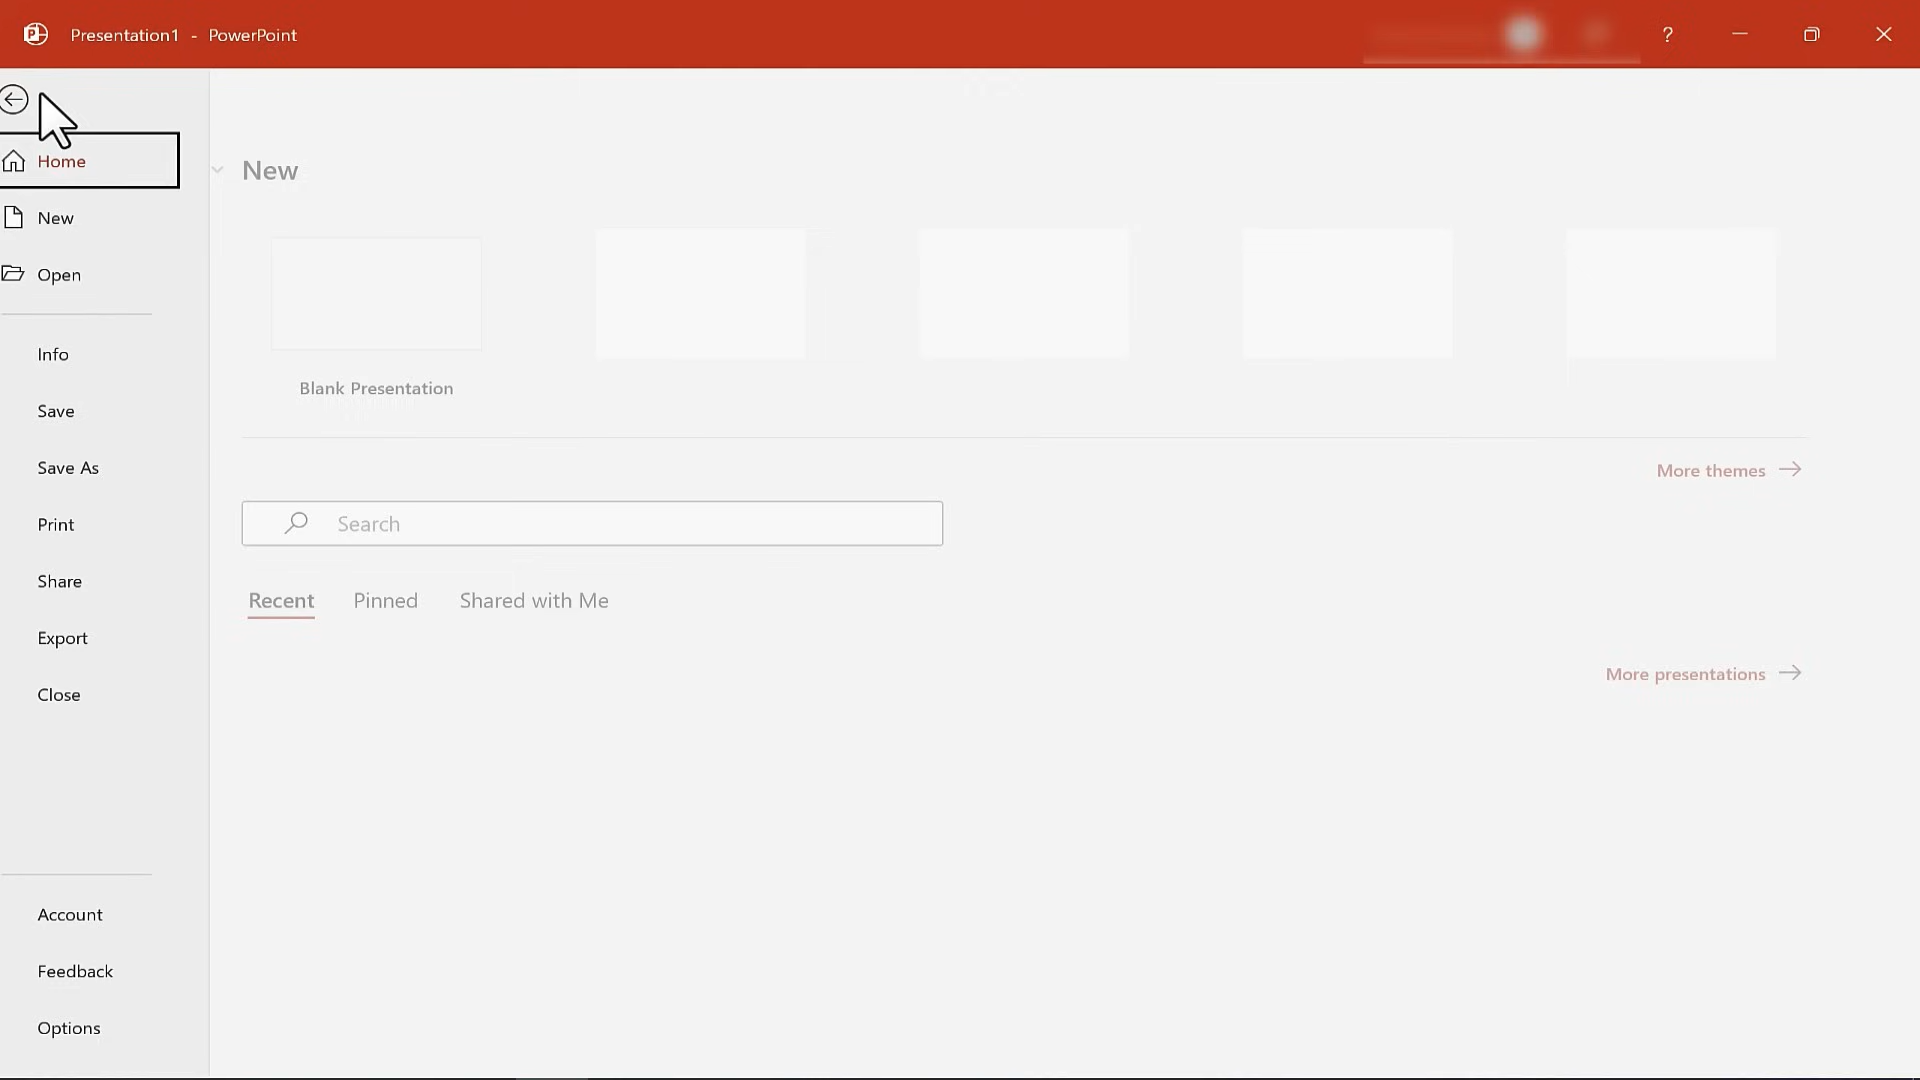 Presentation1 - PowerPoint
?
Home
New
Open
Info
Save
Save As
Print
Share
Export
Close
Account
Feedback
Options
New
Blank Presentation
More themes
Search
Recent Pinned Shared with Me
More presentations